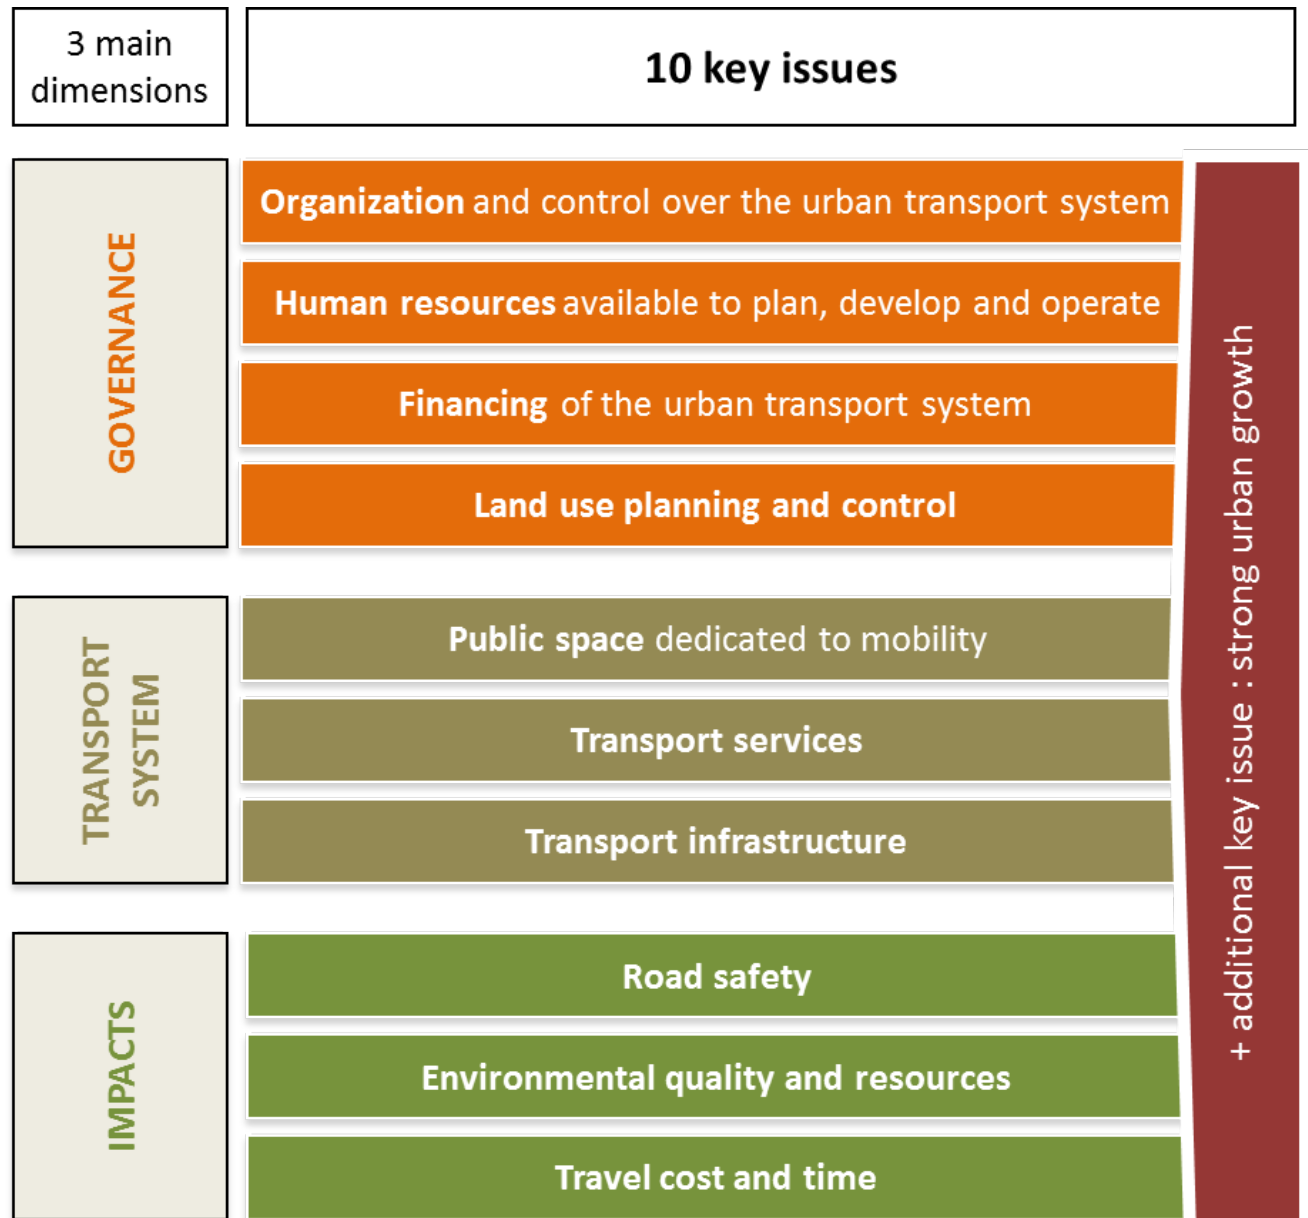 3 main
dimensions
10 key issues
GOVERNANCE
Organization and control over the urban transport system
Human resources available to plan, develop and operate
Financing of the urban transport system
Land use planning and control
TRANSPORT
SYSTEM
Public space dedicated to mobility
Transport services
Transport infrastructure
IMPACTS
Road safety
Environmental quality and resources
Travel cost and time
+ additional key issue : strong urban growth